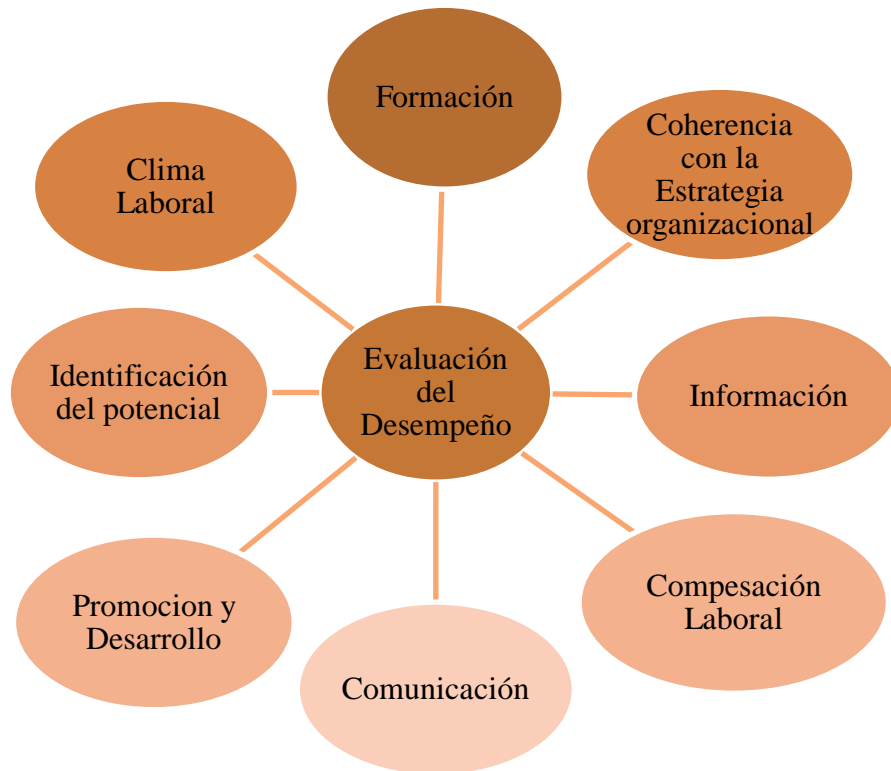 Formación
Coherencia
con la
Estrategia
organizacional
Clima
Laboral
Identificación
del potencial
Evaluación
del
Desempeño
Información
Promocion y
Desarrollo
Compesación
Laboral
Comunicación